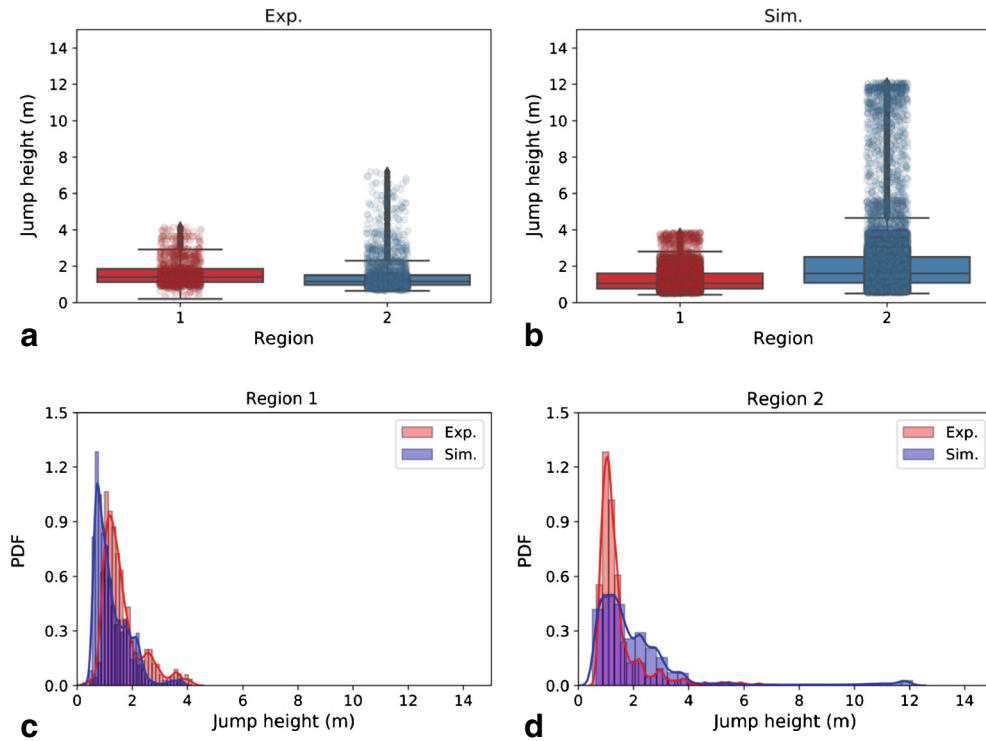 Exp.
Jump height (m)
14
12
10
8
6
4
2
0
1
2
Region
a
Sim.
Jump height (m)
14
12
10
8
6
4
2
0
1
2
Region
b
Region 1
PDF
1.5
1.2
0.9
0.6
0.3
0.0
Exp.
Sim.
0 2 4 6 8 10 12 14
Jump height (m)
c
Region 2
PDF
1.5
1.2
0.9
0.6
0.3
0.0
Exp.
Sim.
0 2 4 6 8 10 12 14
Jump height (m)
d